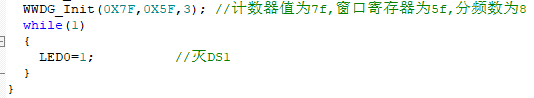 WWDG_Init(0X7F,0X5F,3); //计数器值为7f,窗口寄存器为5f,分频数为8
while(1)
{
LED0=1; //灭DS1
}
}